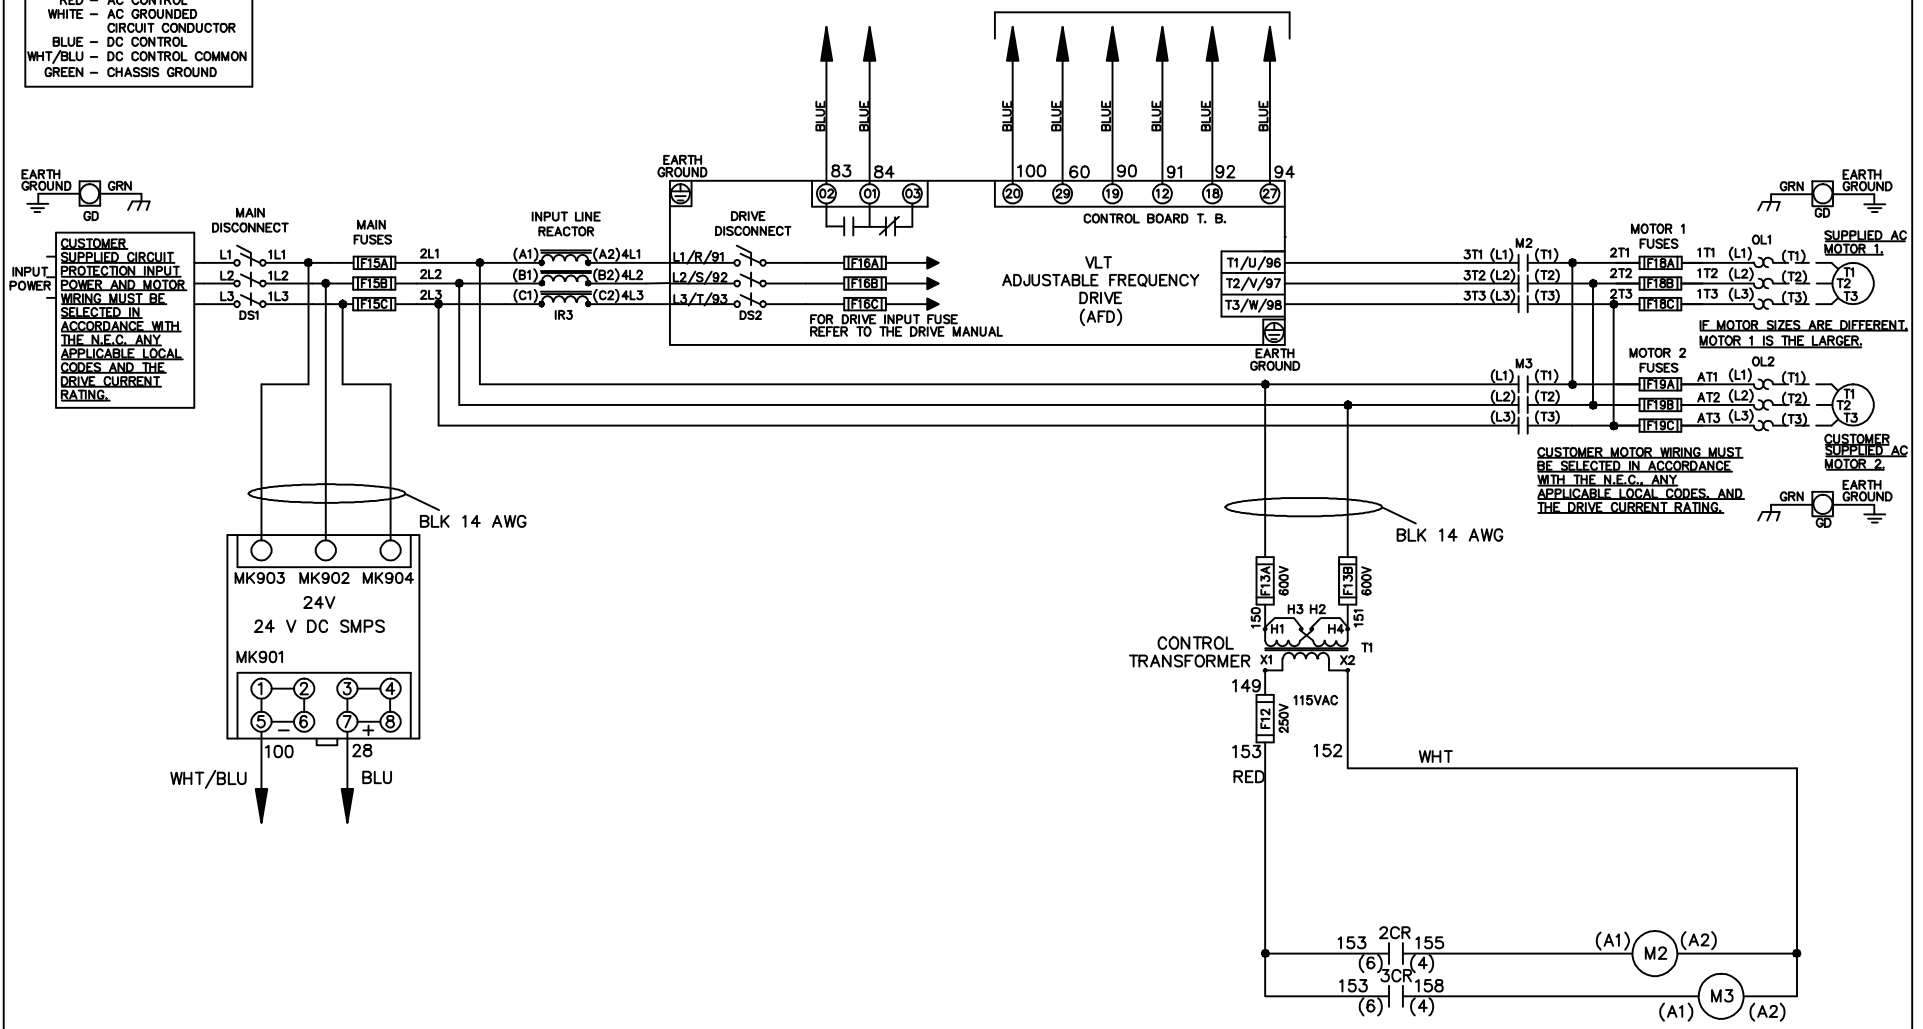 RED – AC CONTROL
WHITE – AC GROUNDED
CIRCUIT CONDUCTOR
BLUE – DC CONTROL
WHT/BLU – DC CONTROL COMMON
GREEN – CHASSIS GROUND
BLUE
BLUE
BLUE
BLUE
BLUE
BLUE
BLUE
BLUE
EARTH
GROUND
GRN
GD
EARTH
GROUND
83
84
02
01
03
100
60
90
91
92
94
20
29
19
12
18
27
CONTROL BOARD T. B.
GRN
EARTH
GROUND
GD
INPUT
POWER
CUSTOMER
SUPPLIED CIRCUIT
PROTECTION INPUT
POWER AND MOTOR
WIRING MUST BE
SELECTED IN
ACCORDANCE WITH
THE N.E.C. ANY
APPLICABLE LOCAL
CODES AND THE
DRIVE CURRENT
RATING.
MAIN
DISCONNECT
L1 1L1
L2 1L2
L3 1L3
DS1
MAIN
FUSES
F15A
F15B
F15C
2L1
2L2
2L3
INPUT LINE
REACTOR
(A1) (A2) 4L1
(B1) (B2) 4L2
(C1) (C2) 4L3
IR3
L1/R/91
L2/S/92
L3/T/93
DRIVE
DISCONNECT
DS2
F16A
F16B
F16C
FOR DRIVE INPUT FUSE
REFER TO THE DRIVE MANUAL
VLT
ADJUSTABLE FREQUENCY
DRIVE
(AFD)
T1/U/96
T2/V/97
T3/W/98
EARTH
GROUND
M2
3T1 (L1) (T1)
3T2 (L2) (T2)
3T3 (L3) (T3)
MOTOR 1
FUSES
2T1 F18A 1T1 (L1) (T1)
2T2 F18B 1T2 (L2) (T2)
2T3 F18C 1T3 (L3) (T3)
OL1
SUPPLIED AC
MOTOR 1.
T1
T2
T3
IF MOTOR SIZES ARE DIFFERENT,
MOTOR 1 IS THE LARGER.
M3
(L1) (T1)
(L2) (T2)
(L3) (T3)
MOTOR 2
FUSES
F19A AT1 (L1) (T1)
F19B AT2 (L2) (T2)
F19C AT3 (L3) (T3)
OL2
T1
T2
T3
CUSTOMER
SUPPLIED AC
MOTOR 2.
CUSTOMER MOTOR WIRING MUST
BE SELECTED IN ACCORDANCE
WITH THE N.E.C., ANY
APPLICABLE LOCAL CODES, AND
THE DRIVE CURRENT RATING.
GRN
EARTH
GROUND
GD
BLK 14 AWG
MK903 MK902 MK904
24V
24 V DC SMPS
MK901
1 2 3 4
5 6 7 8
– +
100
28
WHT/BLU
BLU
BLK 14 AWG
F13A
600V
F13B
600V
150
151
H3 H2
H1 H4
CONTROL
TRANSFORMER
T1
X1 X2
149
115VAC
F12
250V
153
152
RED
WHT
2CR
153 155
(6) (4)
(A1) M2 (A2)
3CR
153 158
(6) (4)
(A1) M3 (A2)